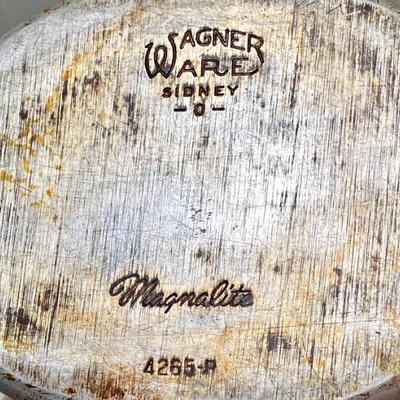 WAGNER
WARE
SIDNEY
-O-
Magnalite
4265-P